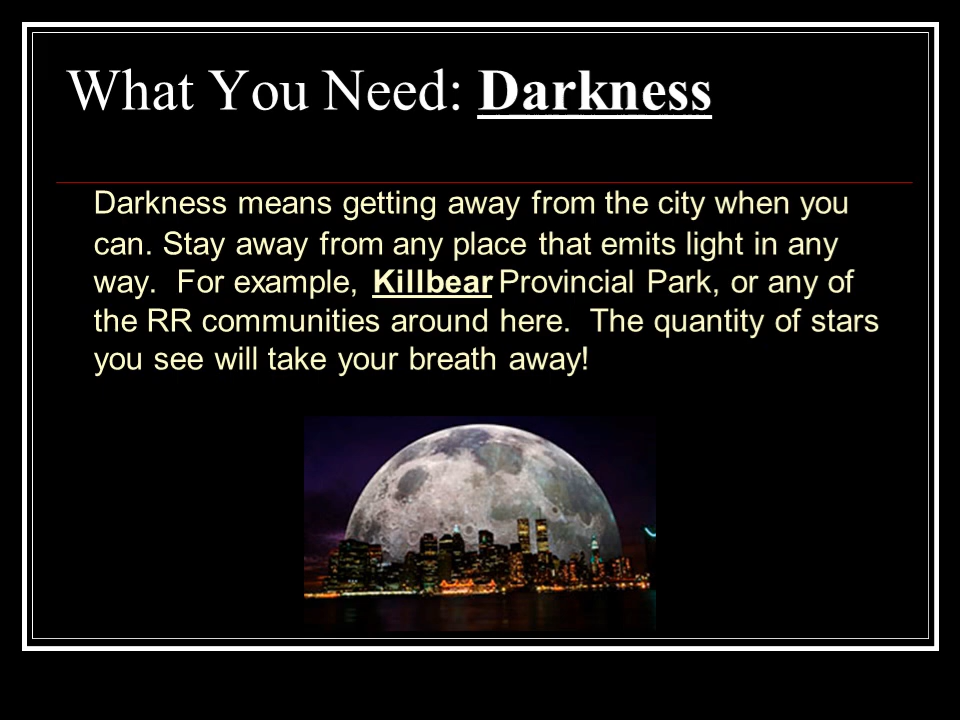 What You Need: Darkness
Darkness means getting away from the city when you
can. Stay away from any place that emits light in any
way. For example, Killbear Provincial Park, or any of
the RR communities around here. The quantity of stars
you see will take your breath away!